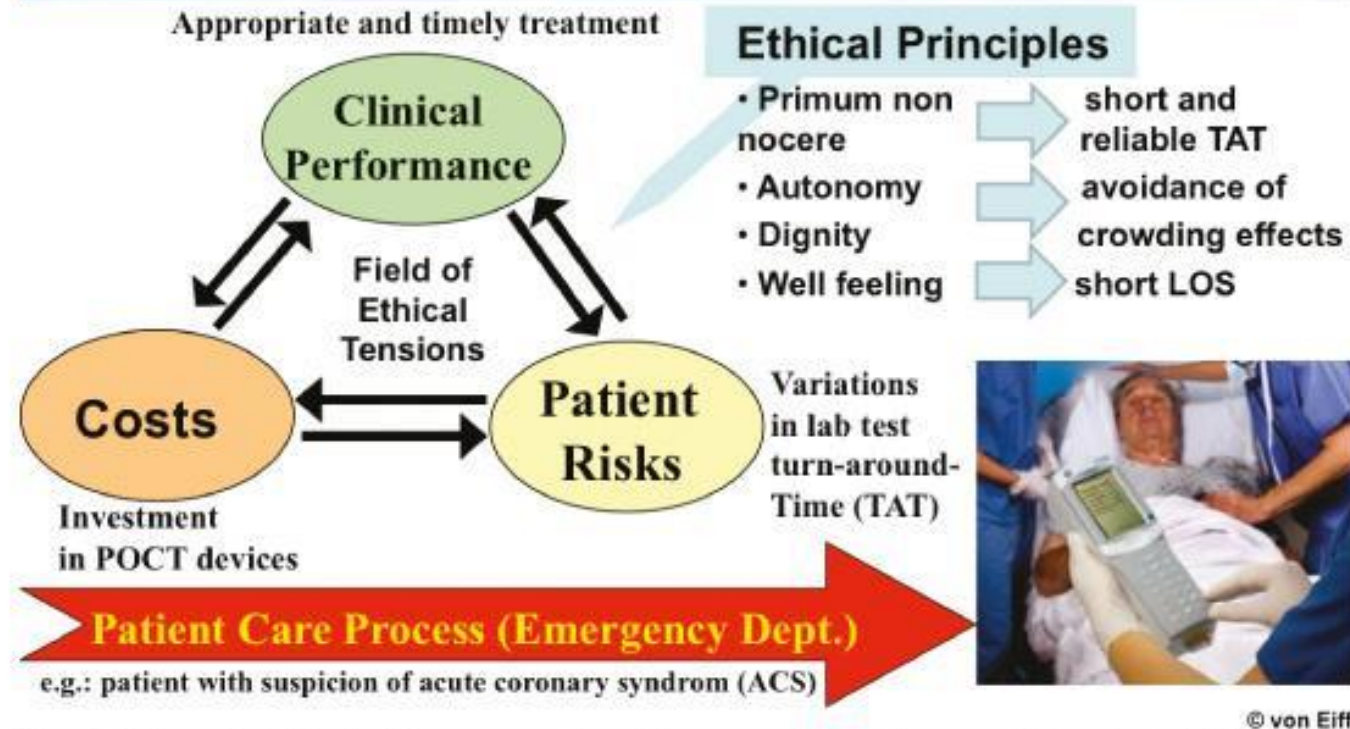 Appropriate and timely treatment
Clinical
Performance
Field of
Ethical
Tensions
Costs
Investment
in POCT devices
Patient
Risks
Variations
in lab test
turn-around-
Time (TAT)
Ethical Principles
• Primum non
nocere
short and
reliable TAT
• Autonomy
avoidance of
• Dignity
crowding effects
• Well feeling
short LOS
Patient Care Process (Emergency Dept.)
e.g.: patient with suspicion of acute coronary syndrom (ACS)
© von Eiff